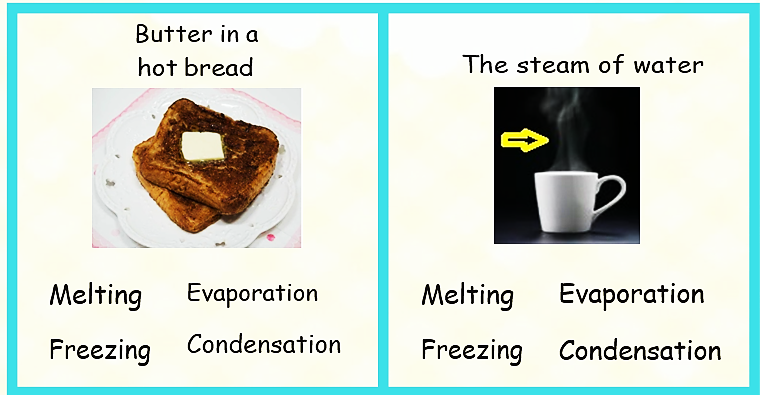 Butter in a
hot bread
Melting Evaporation
Freezing Condensation
The steam of water
Melting Evaporation
Freezing Condensation